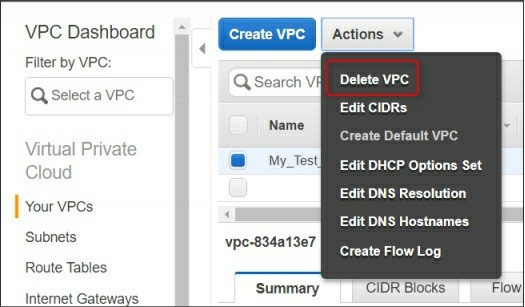 VPC Dashboard
Filter by VPC:
Select a VPC
Virtual Private
Cloud
Your VPCs
Subnets
Route Tables
Internet Gateways
Create VPC
Actions
Search VP
Delete VPC
Edit CIDRs
Create Default VPC
Edit DHCP Options Set
Edit DNS Resolution
Edit DNS Hostnames
Create Flow Log
Name
My_Test_
vpc-834a13e7
Summary
CIDR Blocks
Flow